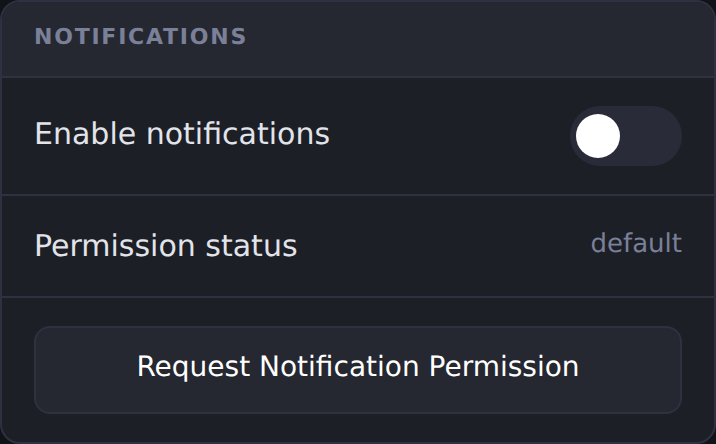 NOTIFICATIONS
Enable notifications
Permission status
default
Request Notification Permission